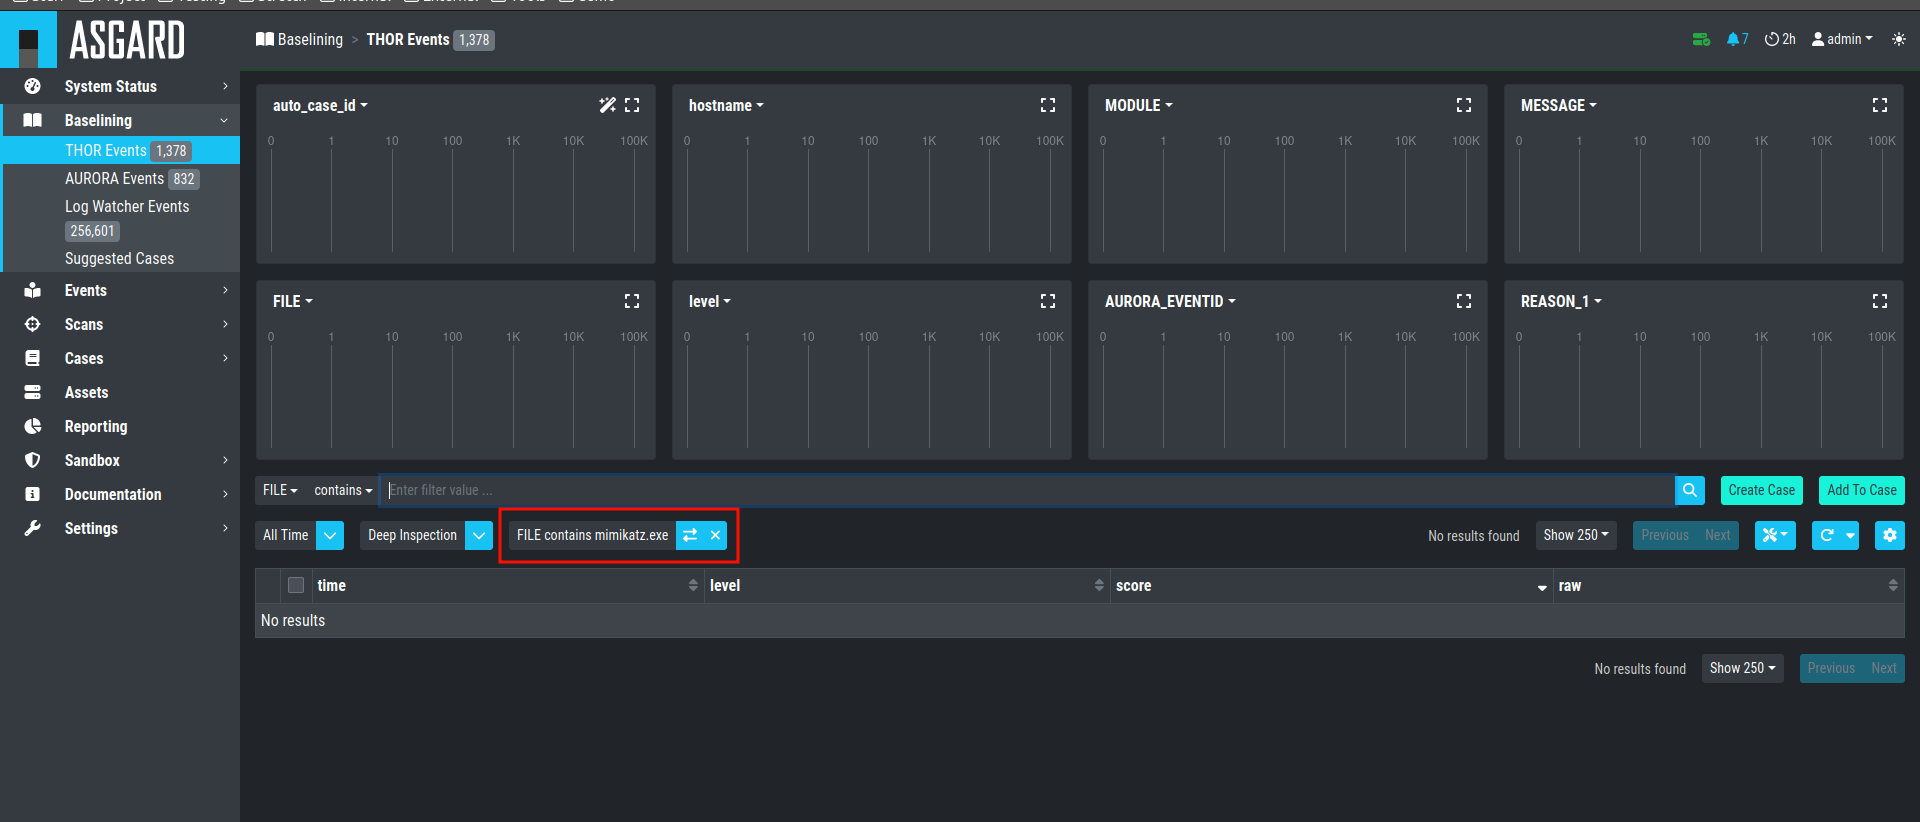 ASGARD
Baselining > THOR Events 1,378
7 2h admin
System Status
Baselining
THOR Events 1,378
AURORA Events 832
Log Watcher Events
256,601
Suggested Cases
Events
Scans
Cases
Assets
Reporting
Sandbox
Documentation
Settings
auto_case_id
0 1 10 100 1K 10K 100K
hostname
0 1 10 100 1K 10K 100K
MODULE
0 1 10 100 1K 10K 100K
MESSAGE
0 1 10 100 1K 10K 100K
FILE
0 1 10 100 1K 10K 100K
level
0 1 10 100 1K 10K 100K
AURORA_EVENTID
0 1 10 100 1K 10K 100K
REASON_1
0 1 10 100 1K 10K 100K
FILE contains Enter filter value ... Create Case Add To Case
All Time Deep Inspection FILE contains mimikatz.exe No results found Show 250 Previous Next
time level score raw
No results
No results found Show 250 Previous Next